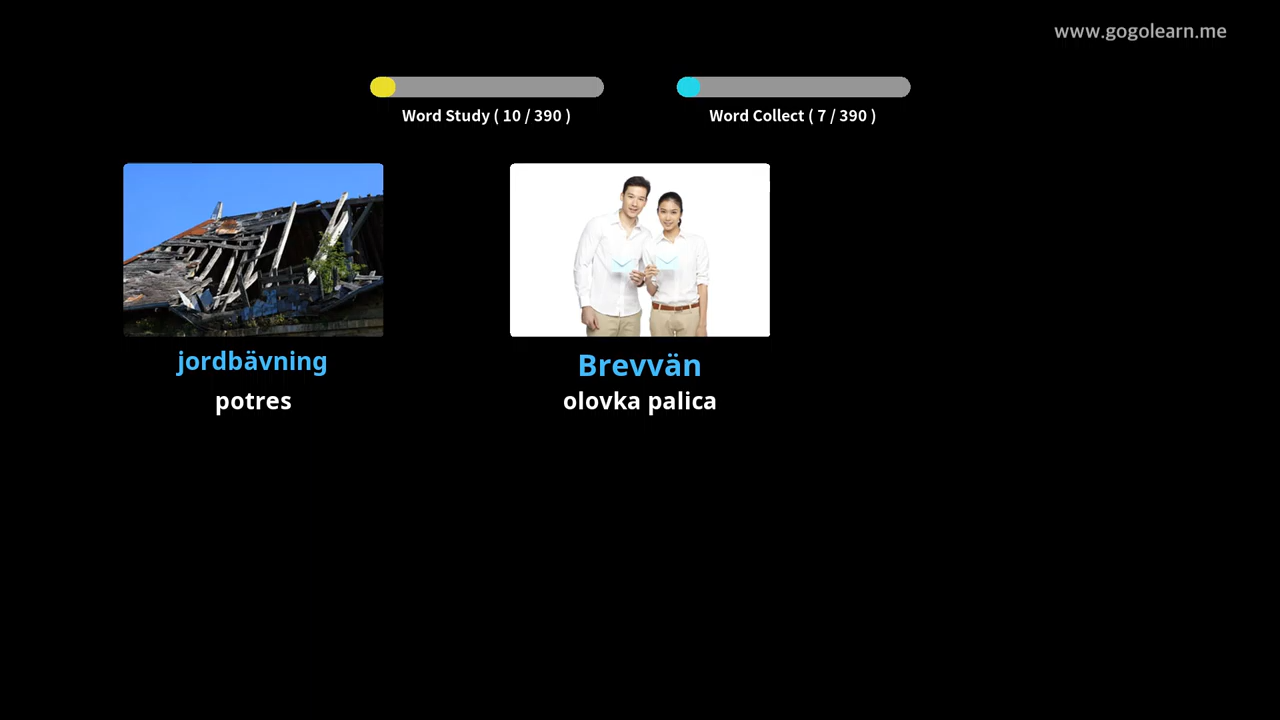 www.gogolearn.me
Word Study ( 10 / 390 )
Word Collect ( 7 / 390 )
jordbävning
potres
Brevvän
olovka palica